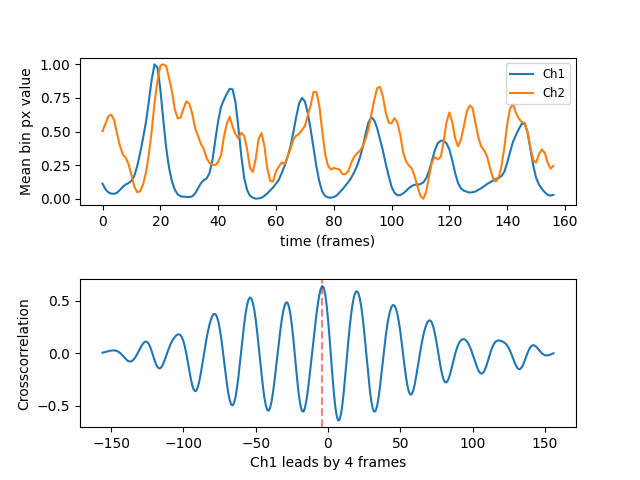 1.00
0.75
0.50
0.25
0.00
Mean bin px value
Ch1
Ch2
0 20 40 60 80 100 120 140 160
time (frames)
0.5
0.0
−0.5
Crosscorrelation
−150 −100 −50 0 50 100 150
Ch1 leads by 4 frames